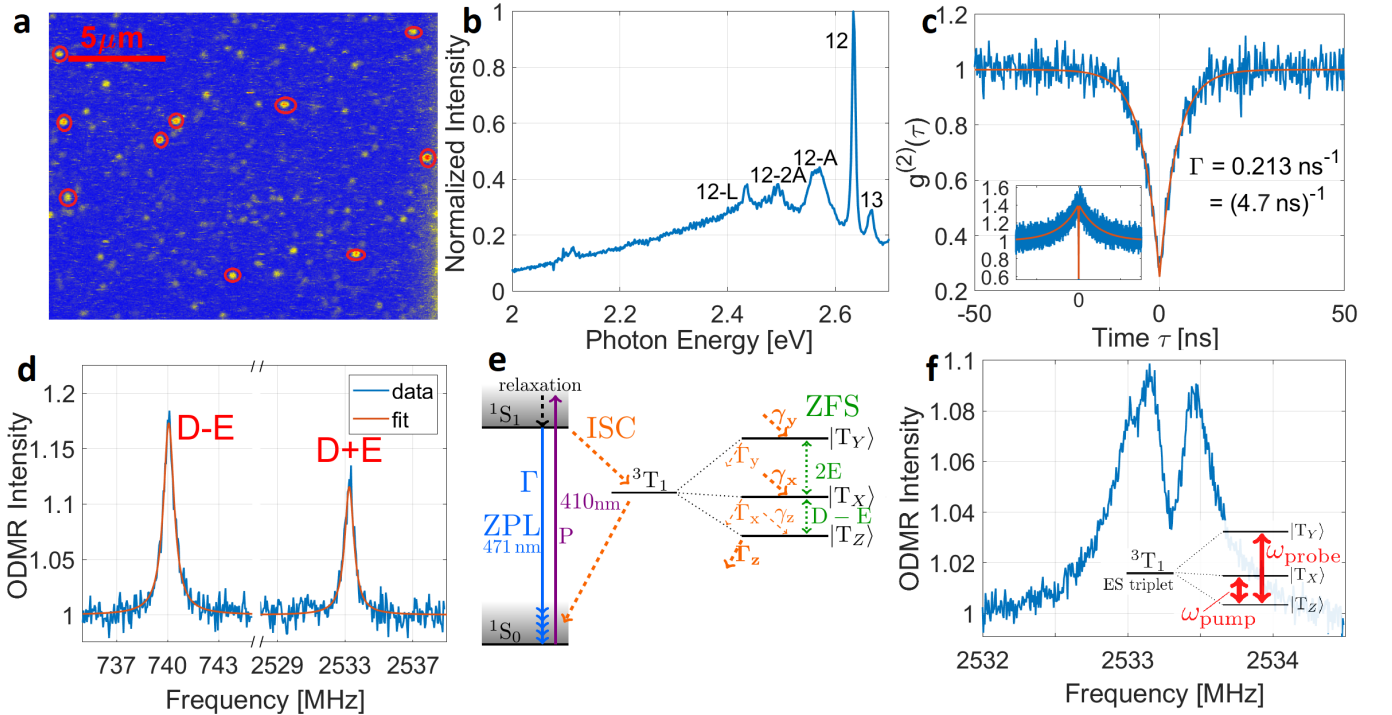 a
5μm
b
Normalized Intensity
1
0.8
0.6
0.4
0.2
0
12
12-A
12-2A
12-L
13
2
2.2
2.4
2.6
Photon Energy [eV]
c
g(2)(τ)
1.2
1
0.8
0.6
0.4
0.2
Γ = 0.213 ns-1
= (4.7 ns)-1
1.6
1.4
1.2
1
0.8
0.6
0
-50
0
50
Time τ [ns]
d
ODMR Intensity
1.2
1.15
1.1
1.05
1
data
fit
D-E
D+E
737
740
743
2529
2533
2537
Frequency [MHz]
e
relaxation
1S1
ISC
Γ
ZPL
471 nm
410nm
P
1S0
3T1
γy
ZFS
|TY⟩
Γy
2E
γx
|TX⟩
Γx
γz
D − E
|TZ⟩
Γz
f
ODMR Intensity
1.1
1.08
1.06
1.04
1.02
1
3T1
ES triplet
|TY⟩
ωprobe
|TX⟩
ωpump
|TZ⟩
2532
2533
2534
Frequency [MHz]